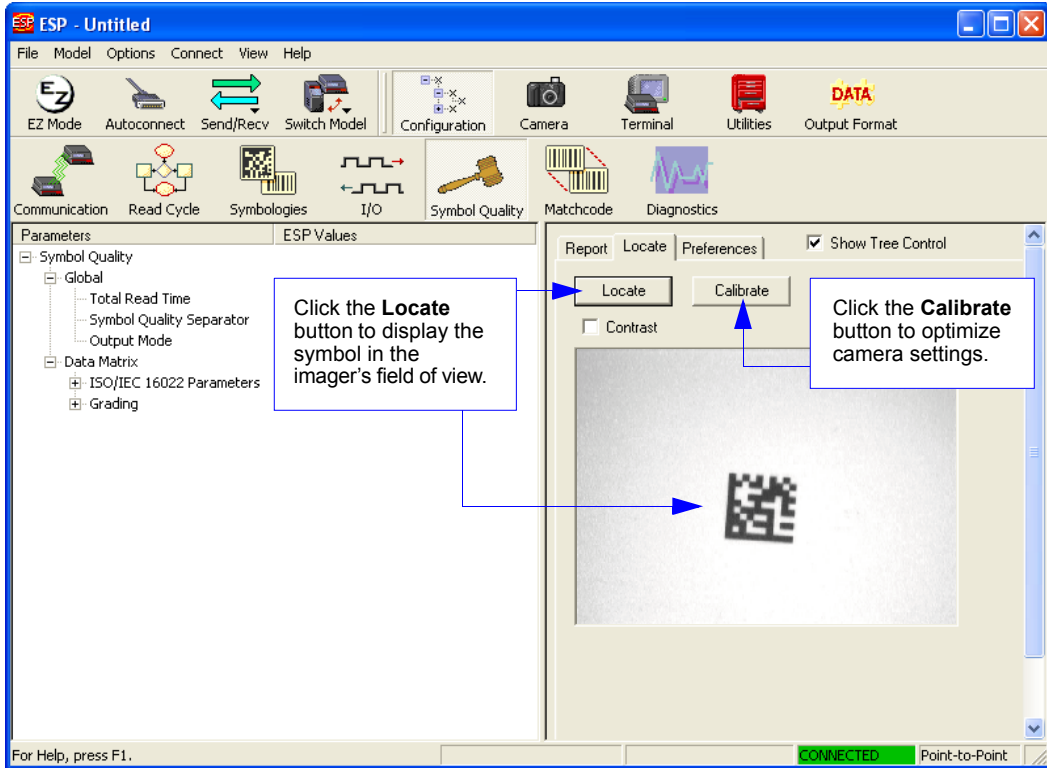 ESP - Untitled
File Model Options Connect View Help
EZ Mode Autoconnect Send/Recv Switch Model Configuration Camera Terminal Utilities DATA Output Format
Communication Read Cycle Symbologies I/O Symbol Quality Matchcode Diagnostics
Parameters ESP Values
Symbol Quality
Global
Total Read Time
Symbol Quality Separator
Output Mode
Data Matrix
ISO/IEC 16022 Parameters
Grading
Click the Locate
button to display the
symbol in the
imager's field of view.
Report Locate Preferences Show Tree Control
Locate Calibrate
Contrast
Click the Calibrate
button to optimize
camera settings.
For Help, press F1. CONNECTED Point-to-Point